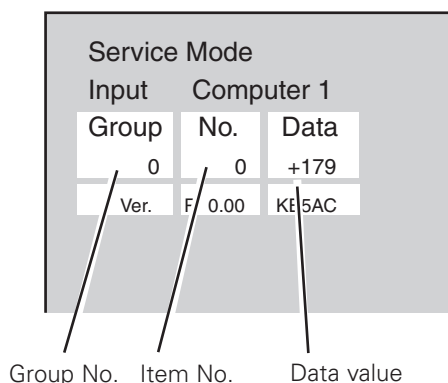 Service Mode
Input Computer 1
Group No. Data
0 0 +179
Ver. 0.00
Group No. Item No. Data value